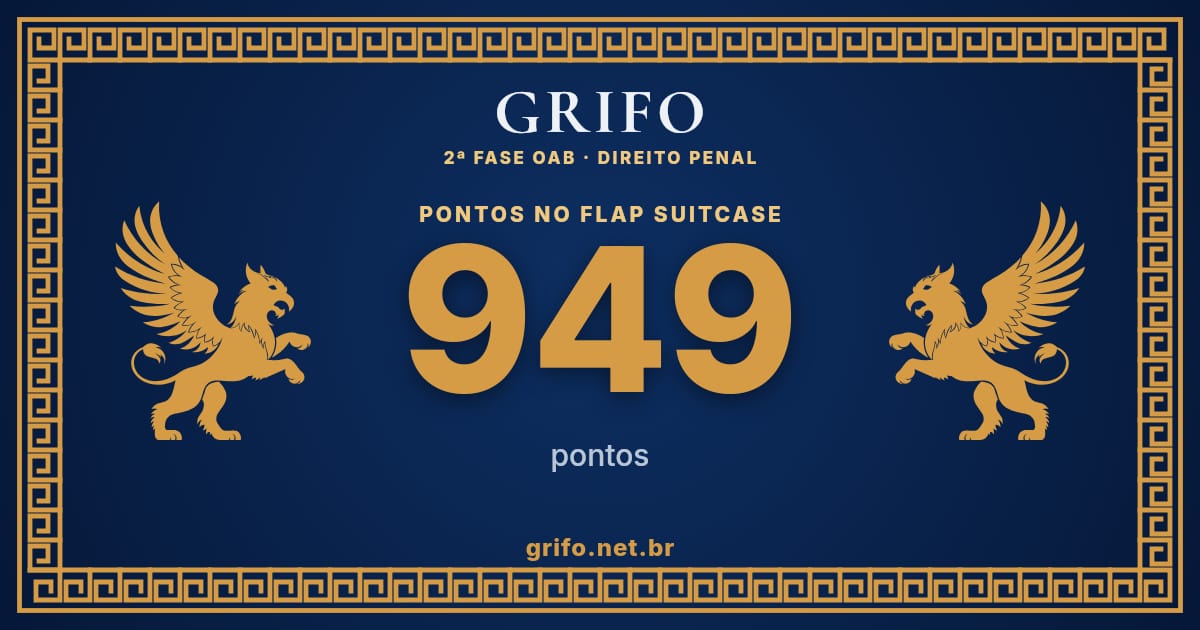 GRIFO
2ª FASE OAB · DIREITO PENAL
PONTOS NO FLAP SUITCASE
949
pontos
grifo.net.br